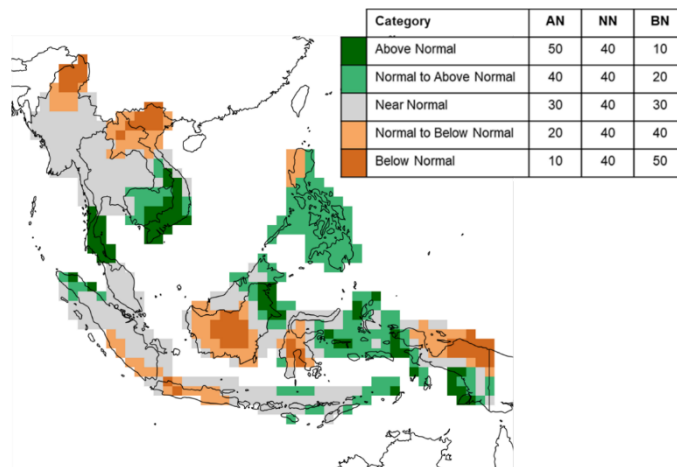 Category AN NN BN
Above Normal 50 40 10
Normal to Above Normal 40 40 20
Near Normal 30 40 30
Normal to Below Normal 20 40 40
Below Normal 10 40 50